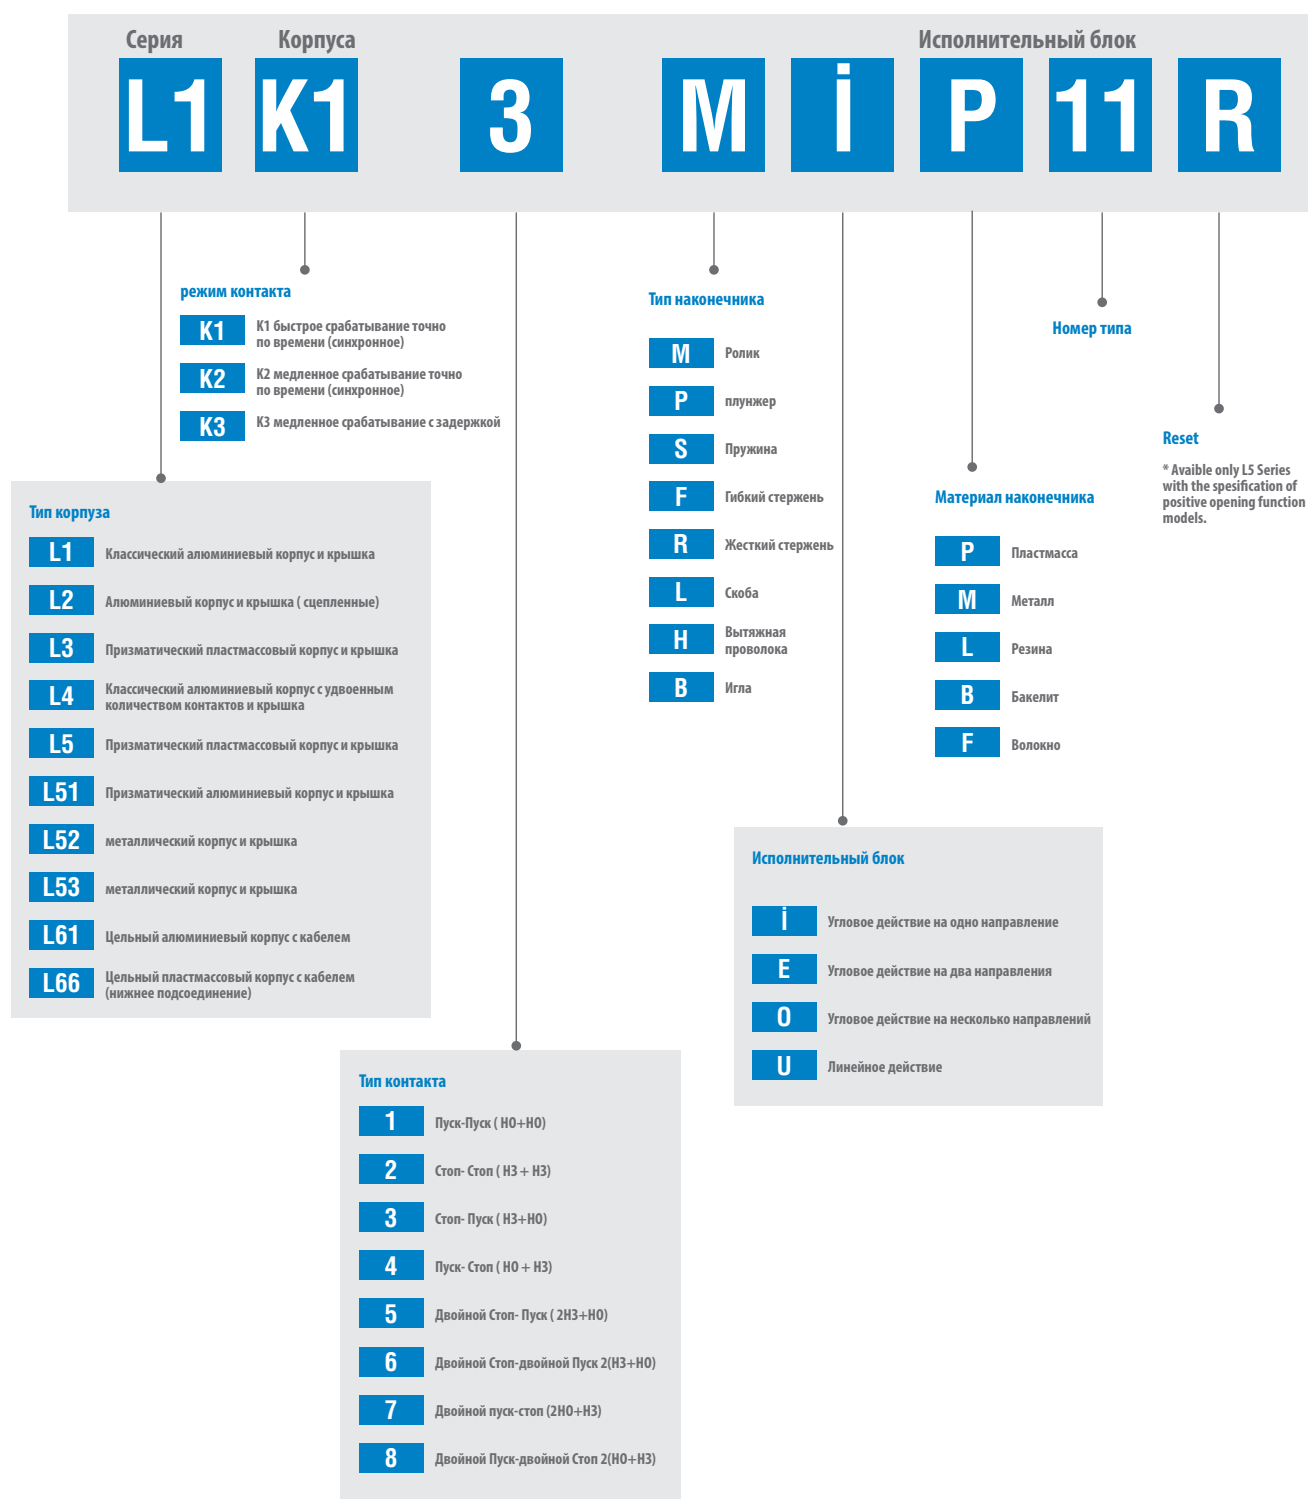 Серия
Корпуса
Исполнительный блок
L1
K1
3
M
İ
P
11
R
режим контакта
K1
K1 быстрое срабатывание точно
по времени (синхронное)
K2
K2 медленное срабатывание точно
по времени (синхронное)
K3
K3 медленное срабатывание с задержкой
Тип корпуза
L1
Классический алюминиевый корпус и крышка
L2
Алюминиевый корпус и крышка ( сцепленные)
L3
Призматический пластмассовый корпус и крышка
L4
Классический алюминиевый корпус с удвоенным
количеством контактов и крышка
L5
Призматический пластмассовый корпус и крышка
L51
Призматический алюминиевый корпус и крышка
L52
металлический корпус и крышка
L53
металлический корпус и крышка
L61
Цельный алюминиевый корпус с кабелем
L66
Цельный пластмассовый корпус с кабелем
(нижнее подсоединение)
Тип контакта
1
Пуск-Пуск ( НО+НО)
2
Стоп- Стоп ( НЗ + НЗ)
3
Стоп- Пуск ( НЗ+НО)
4
Пуск- Стоп ( НО + НЗ)
5
Двойной Стоп- Пуск ( 2НЗ+НО)
6
Двойной Стоп-двойной Пуск 2(НЗ+НО)
7
Двойной пуск-стоп (2НО+НЗ)
8
Двойной Пуск-двойной Стоп 2(НО+НЗ)
Тип наконечника
M
Ролик
P
плунжер
S
Пружина
F
Гибкий стержень
R
Жесткий стержень
L
Скоба
H
Вытяжная
проволока
B
Игла
Исполнительный блок
İ
Угловое действие на одно направление
E
Угловое действие на два направления
O
Угловое действие на несколько направлений
U
Линейное действие
Материал наконечника
P
Пластмасса
M
Металл
L
Резина
B
Бакелит
F
Волокно
Номер типа
Reset
* Avaible only L5 Series
with the spesification of
positive opening function
models.